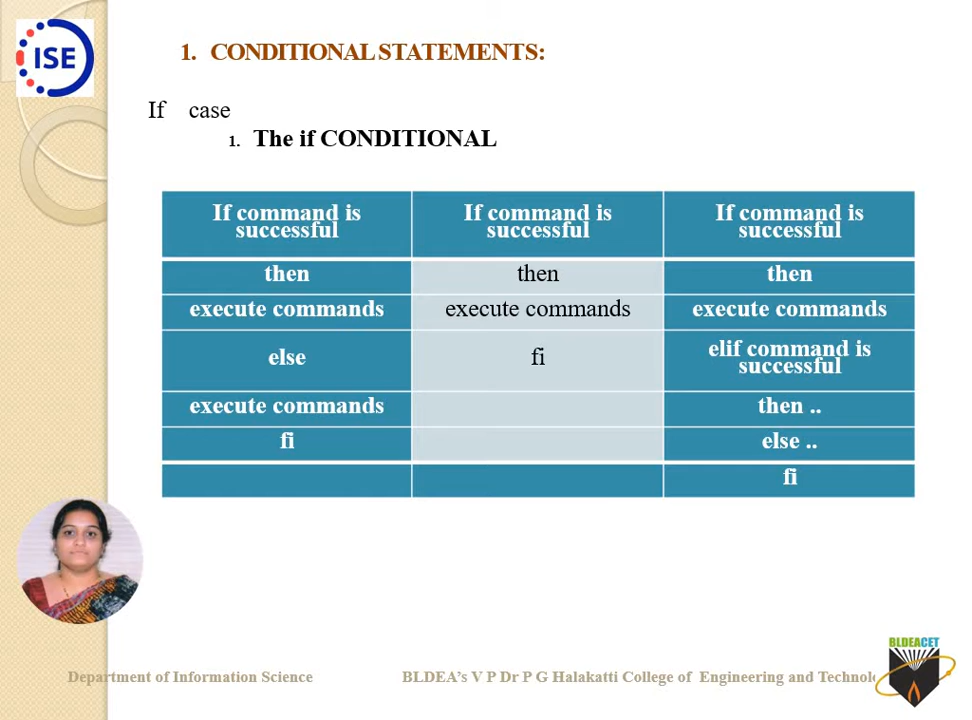 ISE
1. CONDITIONAL STATEMENTS:
If case
1. The if CONDITIONAL
If command is successful If command is successful If command is successful
then then then
execute commands execute commands execute commands
else fi elif command is successful
execute commands then ..
fi else ..
fi
BLDEACET
Department of Information Science BLDEA's V P Dr P G Halakatti College of Engineering and Technol